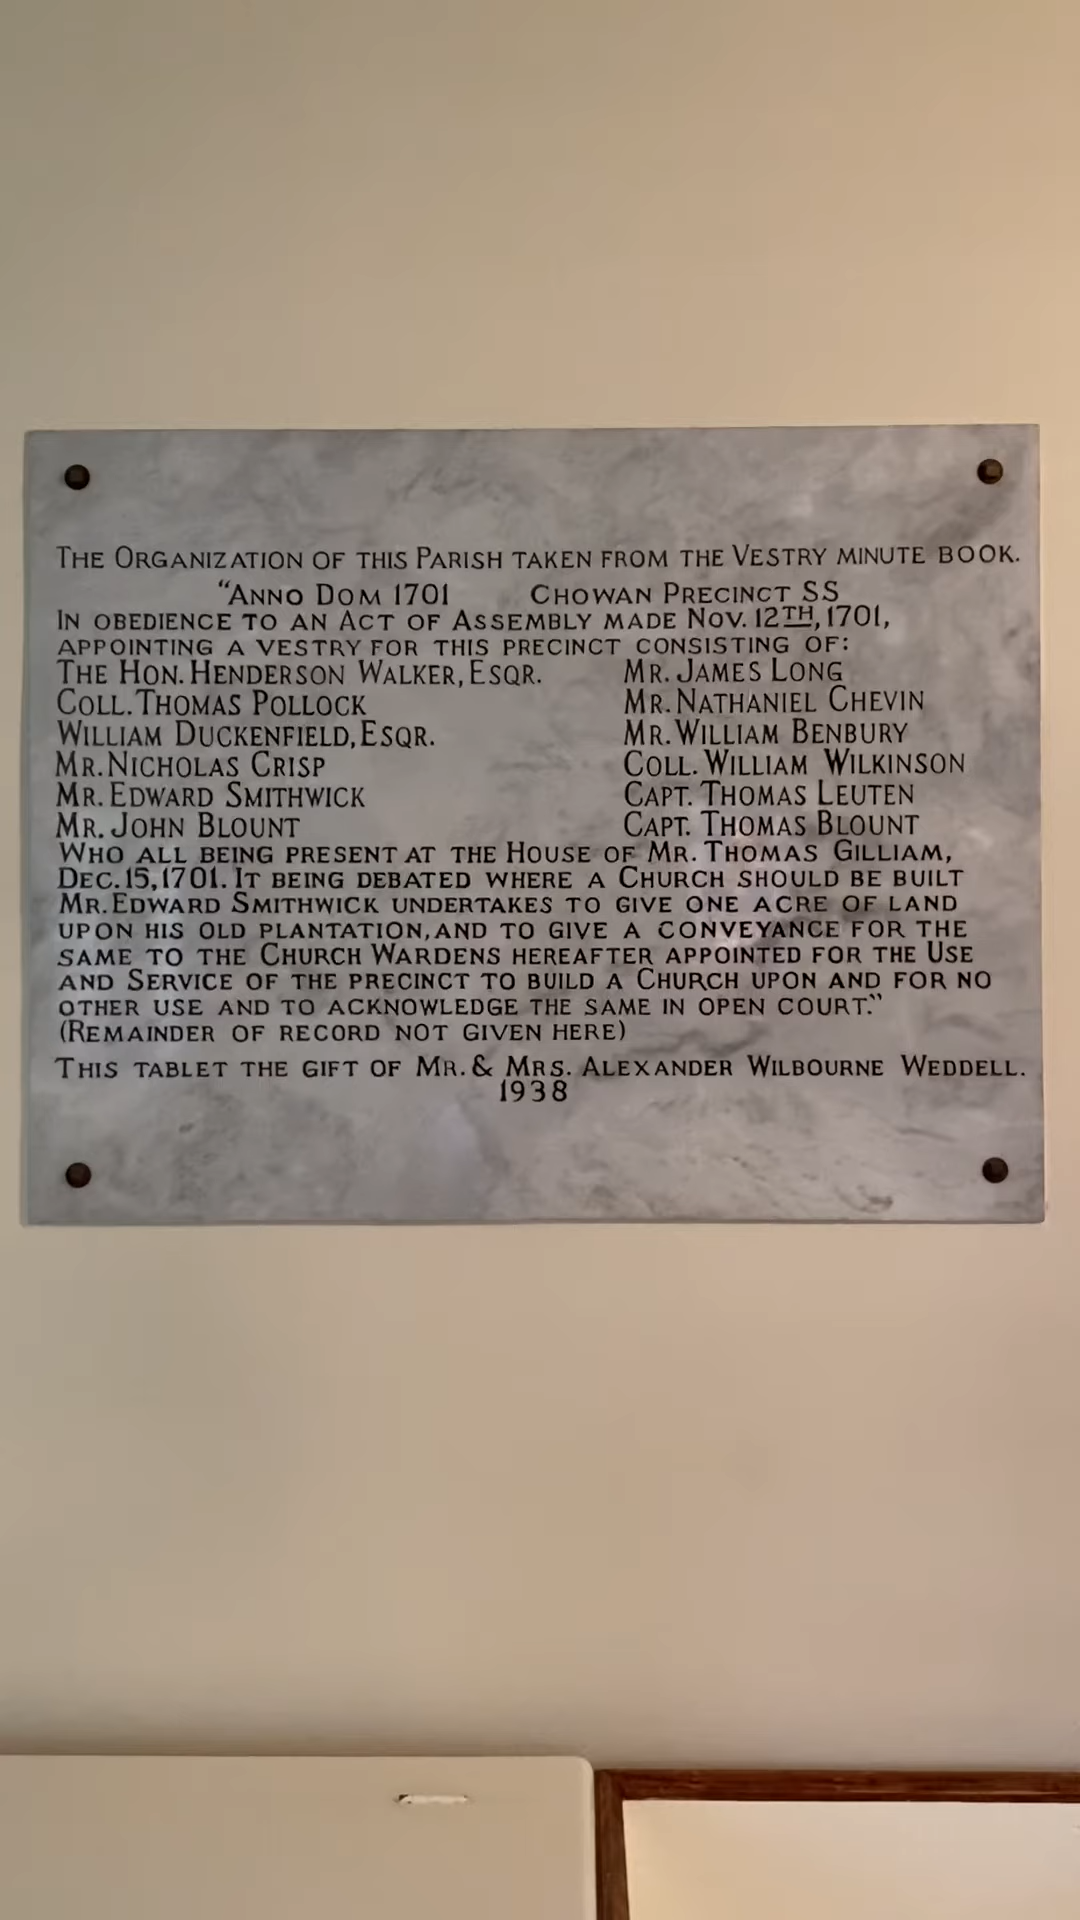 THE ORGANIZATION OF THIS PARISH TAKEN FROM THE VESTRY MINUTE BOOK.
"ANNO DOM 1701 CHOWAN PRECINCT SS
IN OBEDIENCE TO AN ACT OF ASSEMBLY MADE NOV. 12TH, 1701,
APPOINTING A VESTRY FOR THIS PRECINCT CONSISTING OF:
THE HON. HENDERSON WALKER, ESQR. MR. JAMES LONG
COLL. THOMAS POLLOCK MR. NATHANIEL CHEVIN
WILLIAM DUCKENFIELD, ESQR. MR. WILLIAM BENBURY
MR. NICHOLAS CRISP COLL. WILLIAM WILKINSON
MR. EDWARD SMITHWICK CAPT. THOMAS LEUTEN
MR. JOHN BLOUNT CAPT. THOMAS BLOUNT
WHO ALL BEING PRESENT AT THE HOUSE OF MR. THOMAS GILLIAM,
DEC. 15, 1701. IT BEING DEBATED WHERE A CHURCH SHOULD BE BUILT
MR. EDWARD SMITHWICK UNDERTAKES TO GIVE ONE ACRE OF LAND
UPON HIS OLD PLANTATION, AND TO GIVE A CONVEYANCE FOR THE
SAME TO THE CHURCH WARDENS HEREAFTER APPOINTED FOR THE USE
AND SERVICE OF THE PRECINCT TO BUILD A CHURCH UPON AND FOR NO
OTHER USE AND TO ACKNOWLEDGE THE SAME IN OPEN COURT."
(REMAINDER OF RECORD NOT GIVEN HERE)
THIS TABLET THE GIFT OF MR. & MRS. ALEXANDER WILBOURNE WEDDELL.
1938